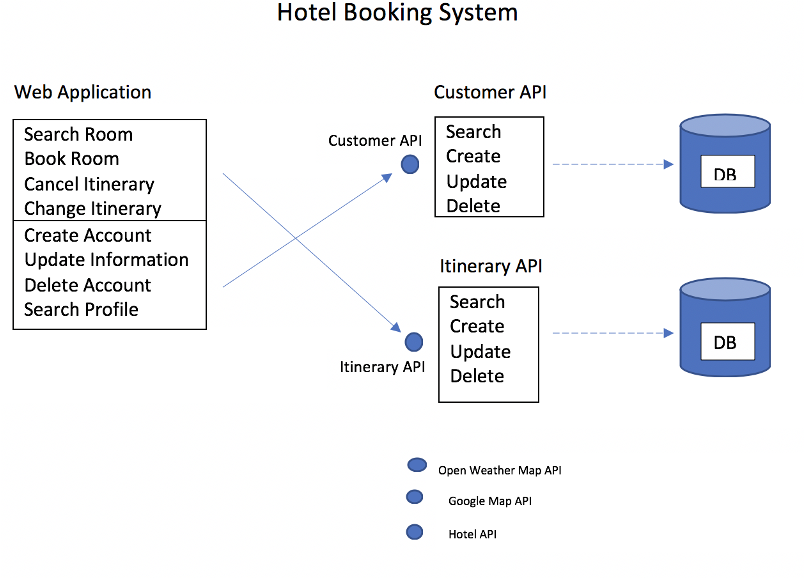 Hotel Booking System
Web Application
Search Room
Book Room
Cancel Itinerary
Change Itinerary
Create Account
Update Information
Delete Account
Search Profile
Customer API
Customer API
Search
Create
Update
Delete
DB
Itinerary API
Itinerary API
Search
Create
Update
Delete
DB
Open Weather Map API
Google Map API
Hotel API